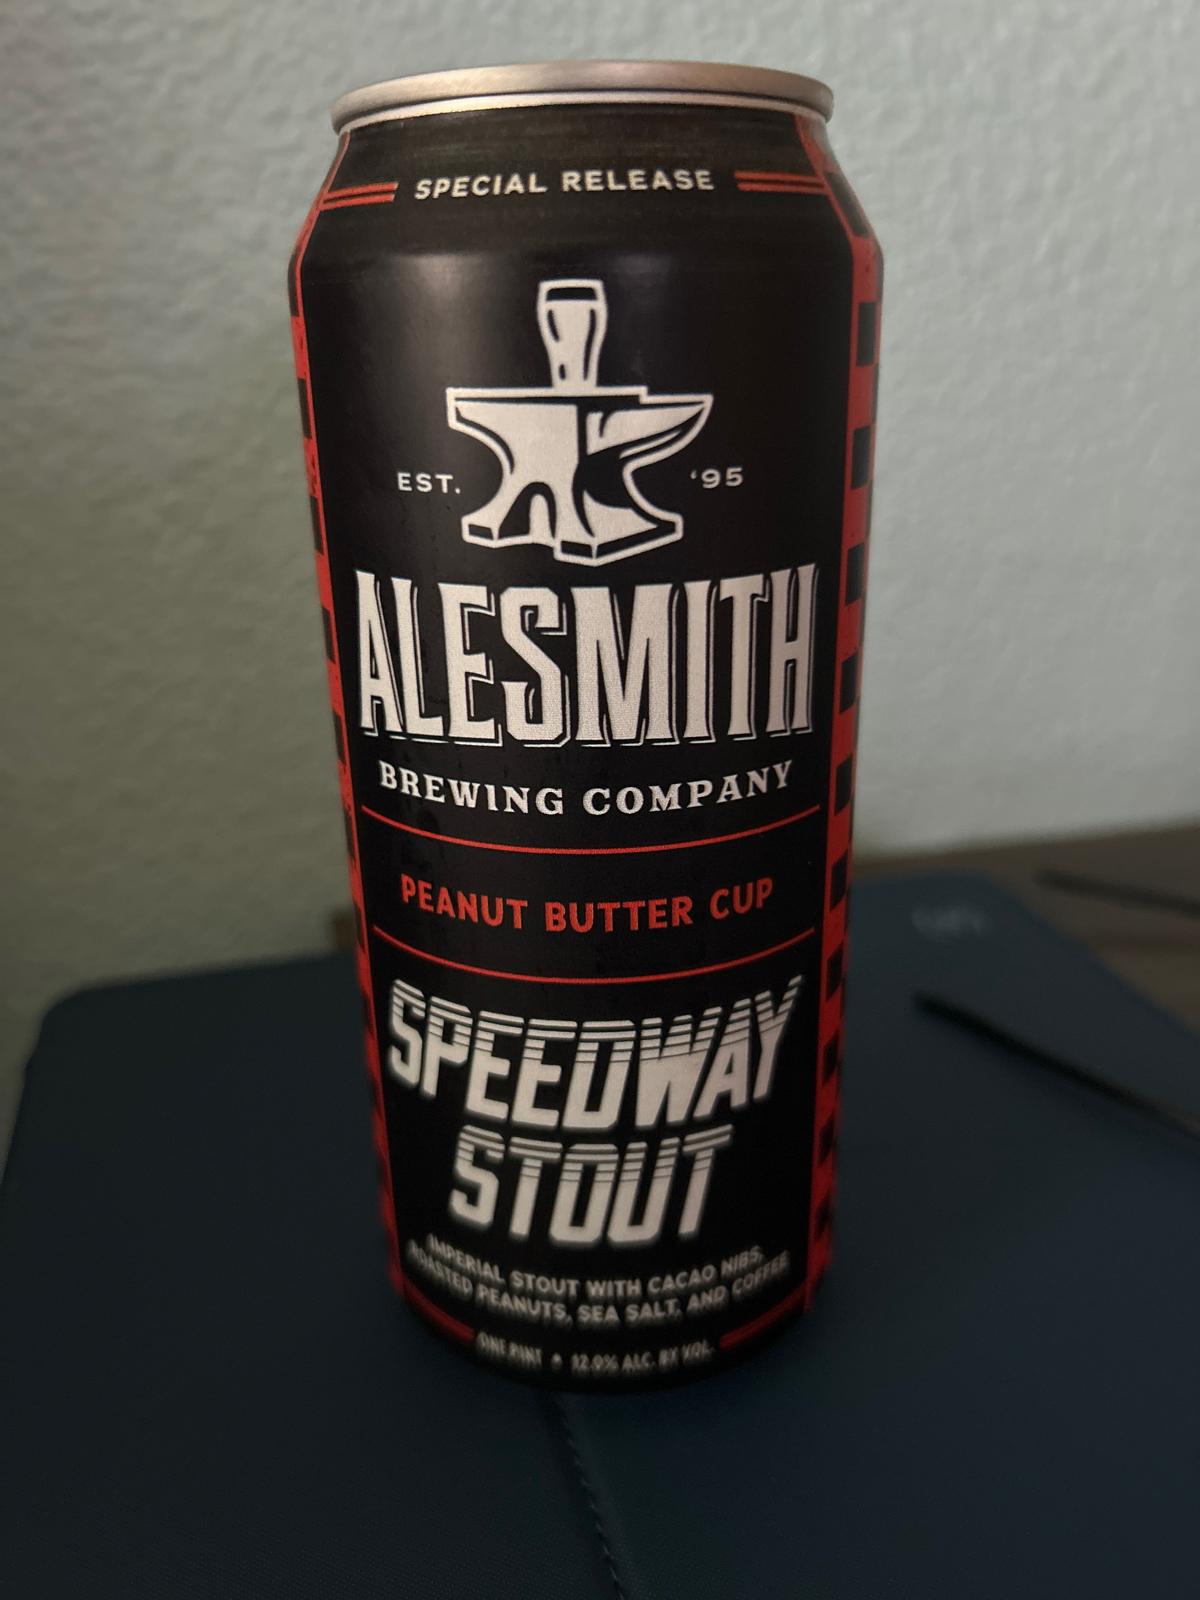 SPECIAL RELEASE
EST. '95
ALESMITH
BREWING COMPANY
PEANUT BUTTER CUP
SPEEDWAY
STOUT
IMPERIAL STOUT WITH CACAO NIBS,
ROASTED PEANUTS, SEA SALT, AND COFFEE
ONE PINT • 12.0% ALC. BY VOL.